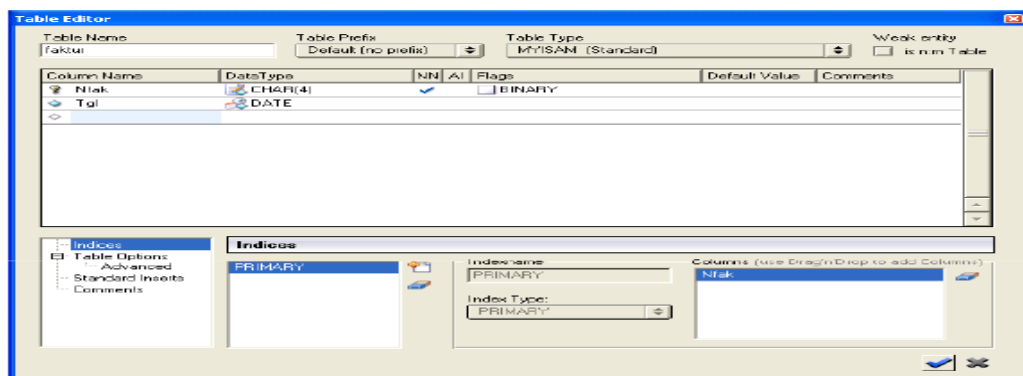 Table Editor
Table Name Table Prefix Table Type Weak entity
faktur Default (no prefix) MYISAM (Standard) is n:m Table
Column Name DataType NN AI Flags Default Value Comments
Nfak CHAR(4) BINARY
Tgl DATE
Indices
Table Options
Advanced
Standard Inserts
Comments
Indices
PRIMARY
Indexname
PRIMARY
Index Type:
PRIMARY
Columns (use Drag'n'Drop to add Columns)
Nfak